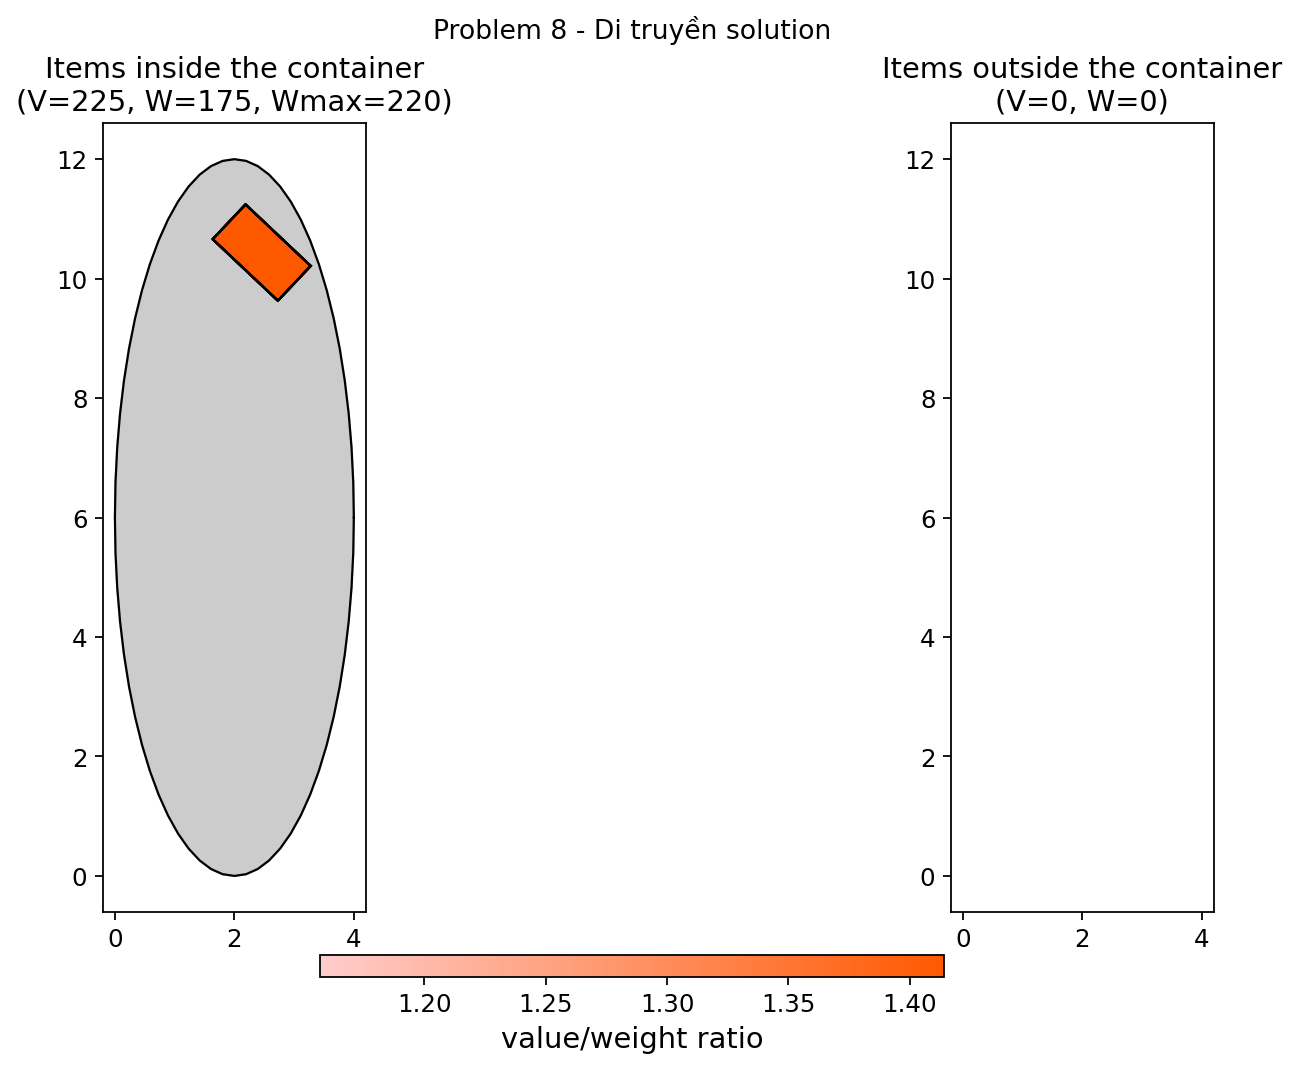 Problem 8 - Di truyền solution
Items inside the container
(V=225, W=175, Wmax=220)
Items outside the container
(V=0, W=0)
12
10
8
6
4
2
0
0 2 4
12
10
8
6
4
2
0
0 2 4
1.20 1.25 1.30 1.35 1.40
value/weight ratio